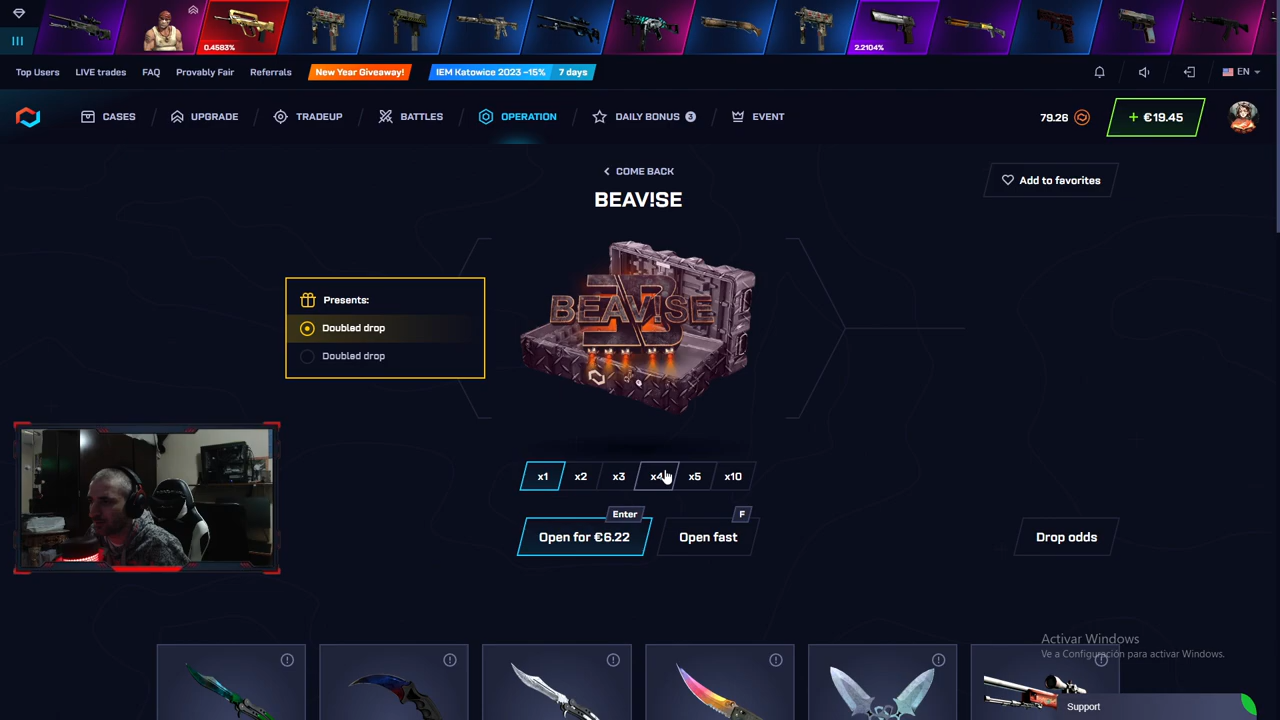 0.4583%
2.2104%
Top Users
LIVE trades
FAQ
Provably Fair
Referrals
New Year Giveaway!
IEM Katowice 2023 -15%
7 days
EN
CASES
UPGRADE
TRADEUP
BATTLES
OPERATION
DAILY BONUS 3
EVENT
79.26
+ €19.45
COME BACK
BEAV!SE
Add to favorites
BEAV!SE
Presents:
Doubled drop
Doubled drop
x1
x2
x3
x4
x5
x10
Enter
F
Open for €6.22
Open fast
Drop odds
Activar Windows
Ve a Configuración para activar Windows.
Support